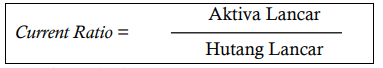 Aktiva Lancar
Current Ratio =
Hutang Lancar